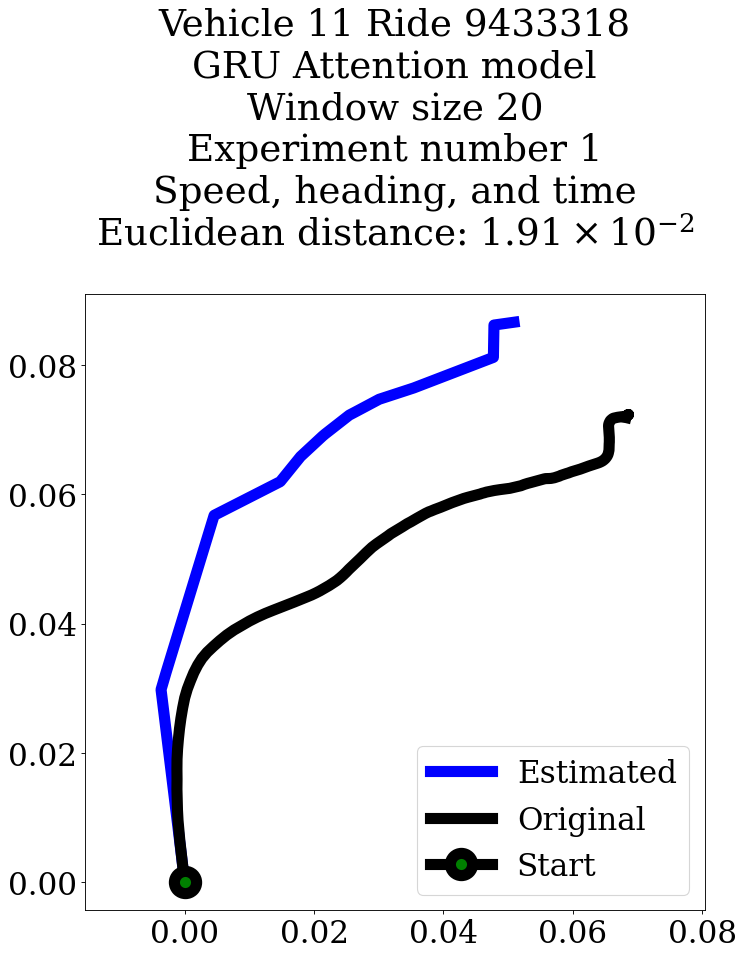 Vehicle 11 Ride 9433318
GRU Attention model
Window size 20
Experiment number 1
Speed, heading, and time
Euclidean distance: 1.91 × 10⁻²
0.08
0.06
0.04
0.02
0.00
Estimated
Original
Start
0.00 0.02 0.04 0.06 0.08